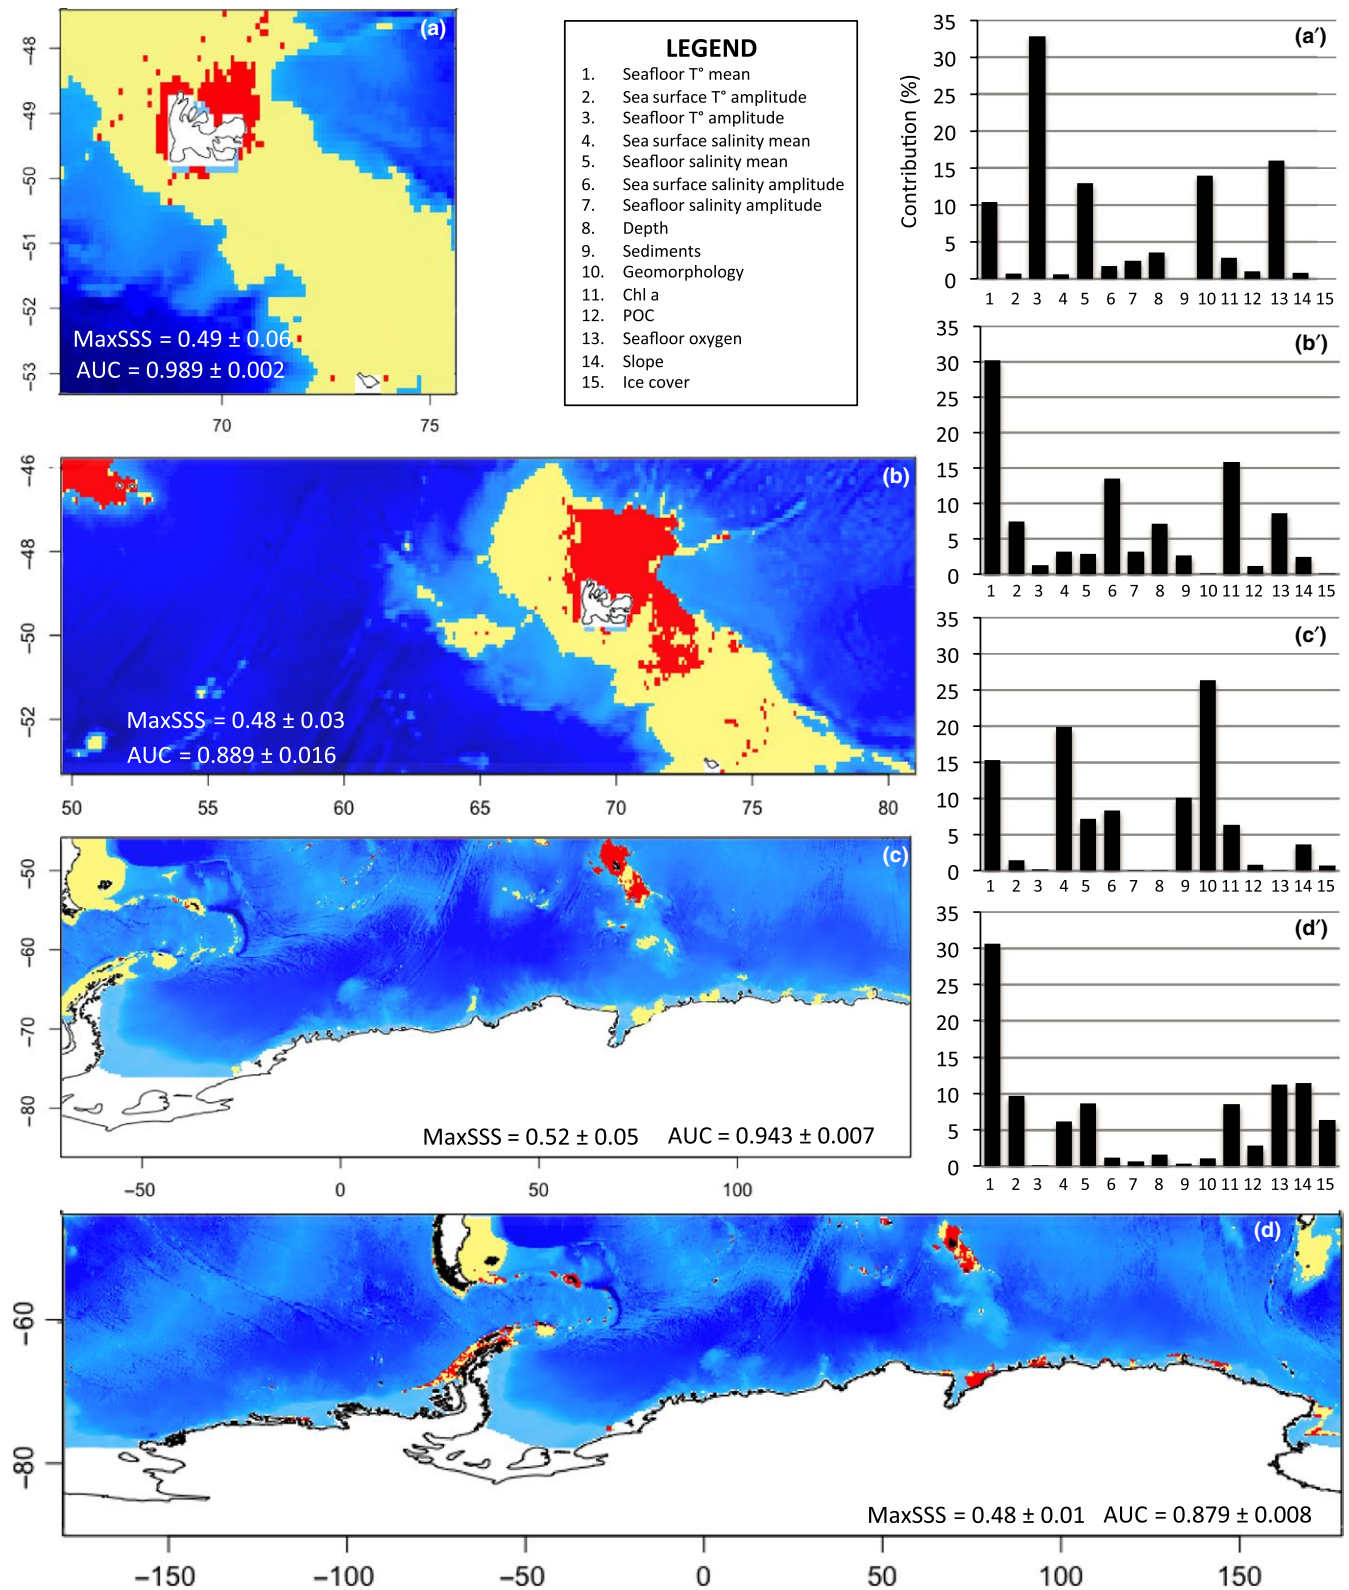 (a)
−48
−49
−50
−51
−52
−53
MaxSSS = 0.49 ± 0.06
AUC = 0.989 ± 0.002
70 75
LEGEND
1. Seafloor T° mean
2. Sea surface T° amplitude
3. Seafloor T° amplitude
4. Sea surface salinity mean
5. Seafloor salinity mean
6. Sea surface salinity amplitude
7. Seafloor salinity amplitude
8. Depth
9. Sediments
10. Geomorphology
11. Chl a
12. POC
13. Seafloor oxygen
14. Slope
15. Ice cover
(a′)
Contribution (%)
35
30
25
20
15
10
5
0
1 2 3 4 5 6 7 8 9 10 11 12 13 14 15
(b)
−46
−48
−50
−52
MaxSSS = 0.48 ± 0.03
AUC = 0.889 ± 0.016
50 55 60 65 70 75 80
(b′)
35
30
25
20
15
10
5
0
1 2 3 4 5 6 7 8 9 10 11 12 13 14 15
(c)
−50
−60
−70
−80
MaxSSS = 0.52 ± 0.05 AUC = 0.943 ± 0.007
−50 0 50 100
(c′)
35
30
25
20
15
10
5
0
1 2 3 4 5 6 7 8 9 10 11 12 13 14 15
(d′)
35
30
25
20
15
10
5
0
1 2 3 4 5 6 7 8 9 10 11 12 13 14 15
(d)
−60
−80
MaxSSS = 0.48 ± 0.01 AUC = 0.879 ± 0.008
−150 −100 −50 0 50 100 150